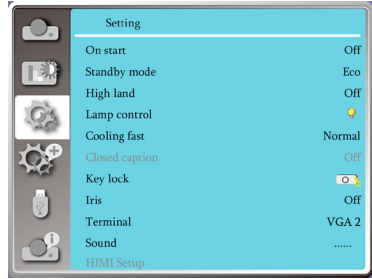 Setting
On start Off
Standby mode Eco
High land Off
Lamp control
Cooling fast Normal
Closed caption Off
Key lock
Iris Off
Terminal VGA 2
Sound ......
HIMI Setup